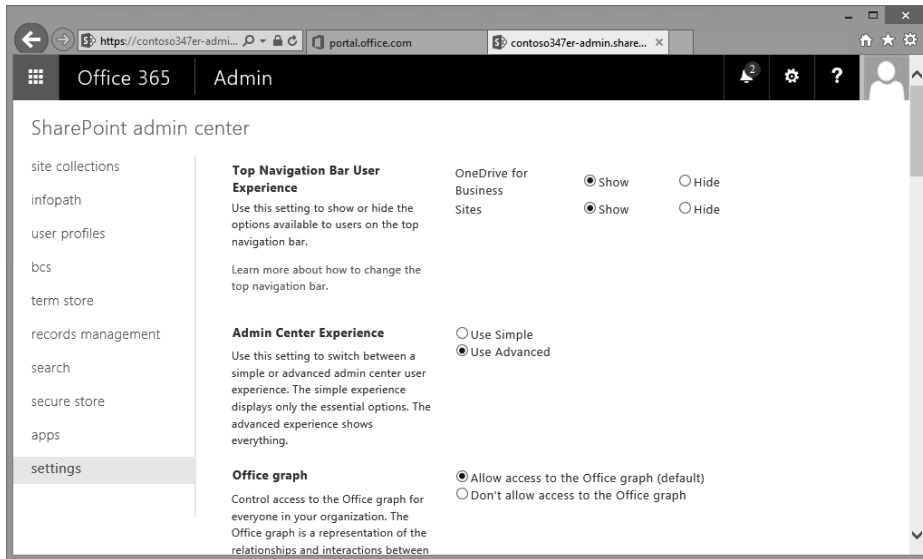 https://contoso347er-admi...
portal.office.com
contoso347er-admin.share...
Office 365
Admin
2
?
SharePoint admin center
site collections
infopath
user profiles
bcs
term store
records management
search
secure store
apps
settings
Top Navigation Bar User
Experience
Use this setting to show or hide the
options available to users on the top
navigation bar.
Learn more about how to change the
top navigation bar.
OneDrive for
Business
Show
Hide
Sites
Show
Hide
Admin Center Experience
Use this setting to switch between a
simple or advanced admin center user
experience. The simple experience
displays only the essential options. The
advanced experience shows
everything.
Use Simple
Use Advanced
Office graph
Control access to the Office graph for
everyone in your organization. The
Office graph is a representation of the
relationships and interactions between
Allow access to the Office graph (default)
Don't allow access to the Office graph